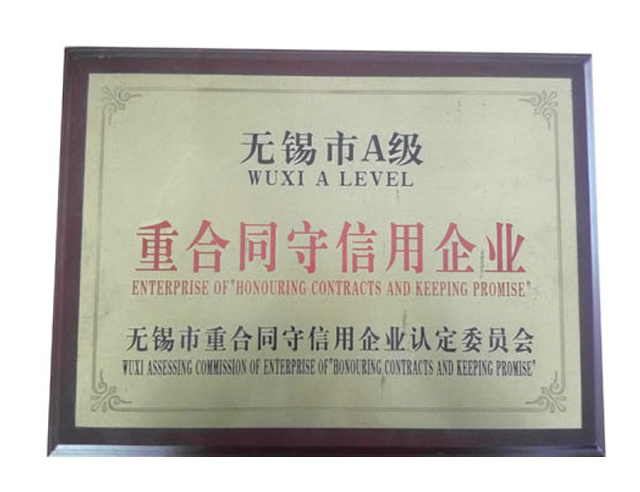 无锡市A级
WUXI A LEVEL
重合同守信用企业
ENTERPRISE OF"HONOURING CONTRACTS AND KEEPING PROMISE"
无锡市重合同守信用企业认定委员会
WUXI ASSESSING COMMISSION OF ENTERPRISE OF"HONOURING CONTRACTS AND KEEPING PROMISE"